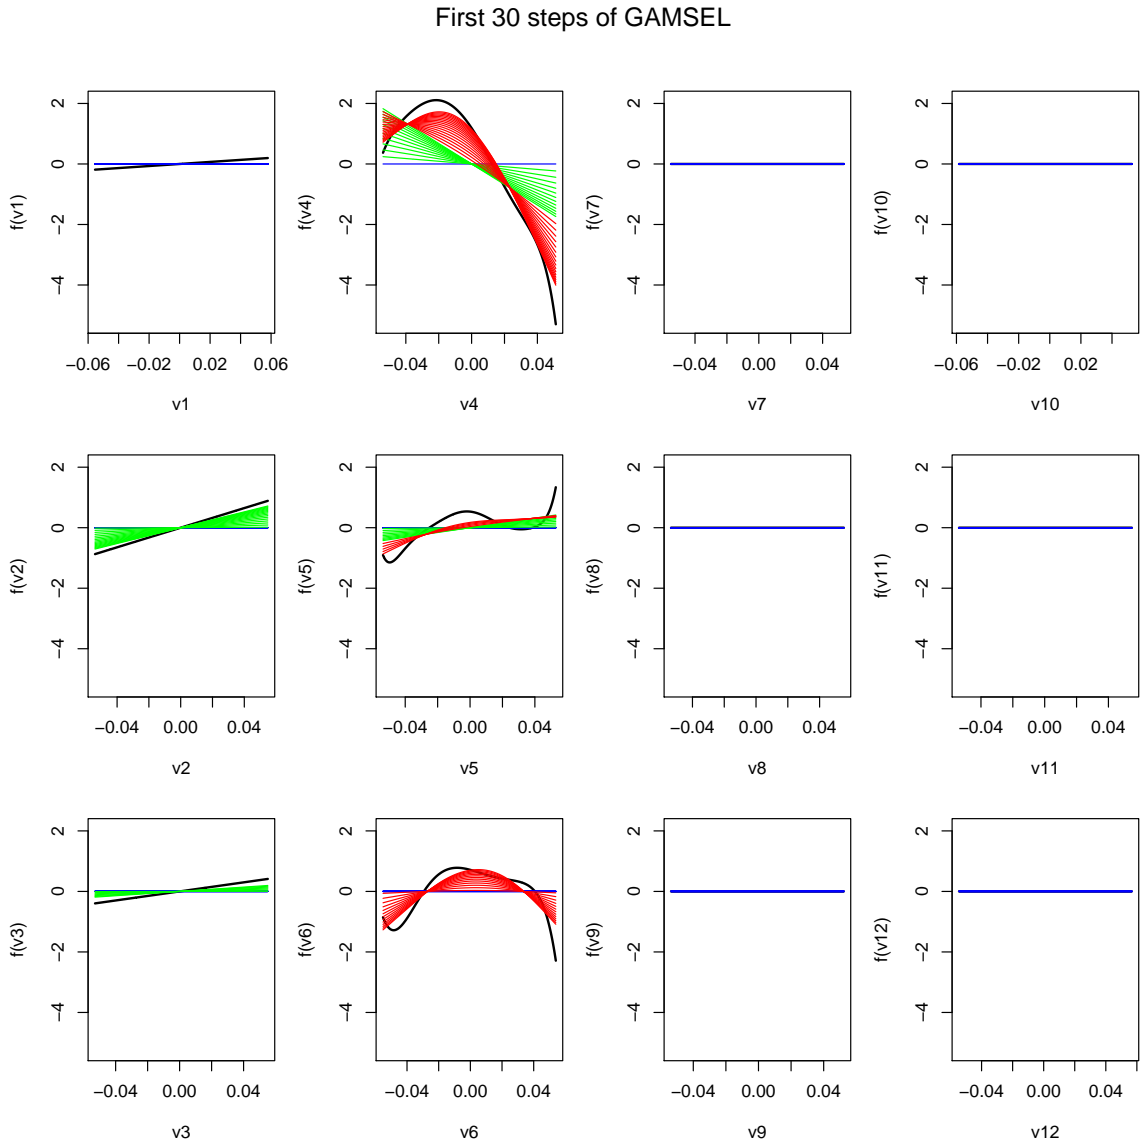 First 30 steps of GAMSEL
2
0
−2
−4
f(v1)
−0.06 −0.02 0.02 0.06
v1
2
0
−2
−4
f(v4)
−0.04 0.00 0.04
v4
2
0
−2
−4
f(v7)
−0.04 0.00 0.04
v7
2
0
−2
−4
f(v10)
−0.06 −0.02 0.02
v10
2
0
−2
−4
f(v2)
−0.04 0.00 0.04
v2
2
0
−2
−4
f(v5)
−0.04 0.00 0.04
v5
2
0
−2
−4
f(v8)
−0.04 0.00 0.04
v8
2
0
−2
−4
f(v11)
−0.04 0.00 0.04
v11
2
0
−2
−4
f(v3)
−0.04 0.00 0.04
v3
2
0
−2
−4
f(v6)
−0.04 0.00 0.04
v6
2
0
−2
−4
f(v9)
−0.04 0.00 0.04
v9
2
0
−2
−4
f(v12)
−0.04 0.00 0.04
v12